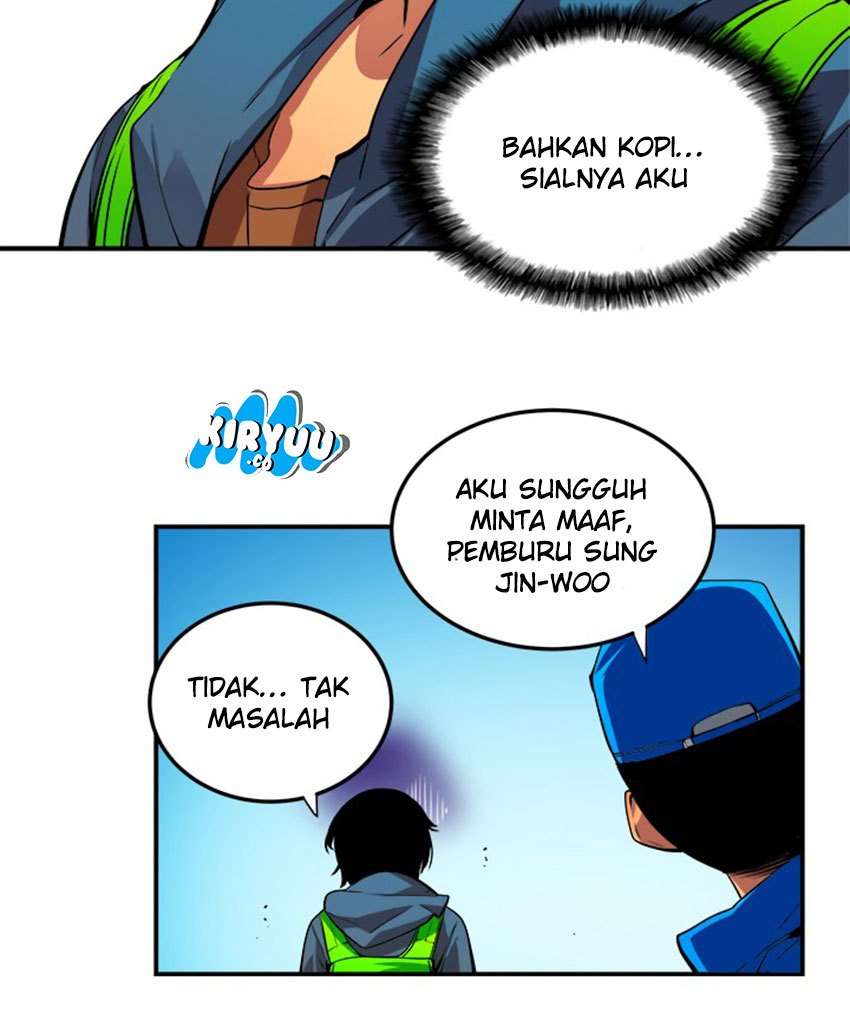 BAHKAN KOPI...
SIALNYA AKU
KIRYUU
.CO
AKU SUNGGUH
MINTA MAAF,
PEMBURU SUNG
JIN-WOO
TIDAK... TAK
MASALAH